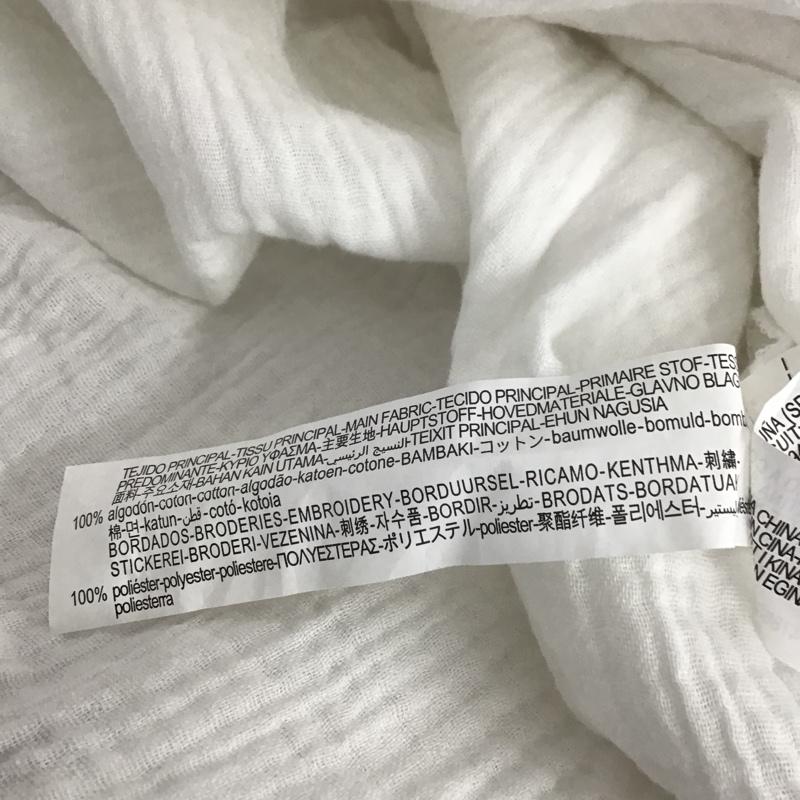 TEJIDO PRINCIPAL-TISSU PRINCIPAL-MAIN FABRIC-TECIDO PRINCIPAL-PRIMAIRE STOF-TES
PREDOMINANTE-ΚΥΡΙΟ ΥΦΑΣΜΑ-主要生地-HAUPTSTOFF-HOVEDMATERIALE-GLAVNO BLAG
面料-주요소재-BAHAN KAIN UTAMA-النسيج الرئيسي-TEIXIT PRINCIPAL-EHUN NAGUSIA
100% algodón-coton-cotton-algodão-katoen-cotone-BAMBAKI-コットン-baumwolle-bomuld-bom
棉-면-katun-قطن-cotó-kotoia
BORDADOS-BRODERIES-EMBROIDERY-BORDUURSEL-RICAMO-KENTHMA-刺繍-
STICKEREI-BRODERI-VEZENINA-刺绣-자수품-BORDIR-تطريز-BRODATS-BORDATUAK
100% poliéster-polyester-poliestere-ΠΟΛΥΕΣΤΕΡΑΣ-ポリエステル-poliester-聚酯纤维-폴리에스터-
poliesterra
CHINA